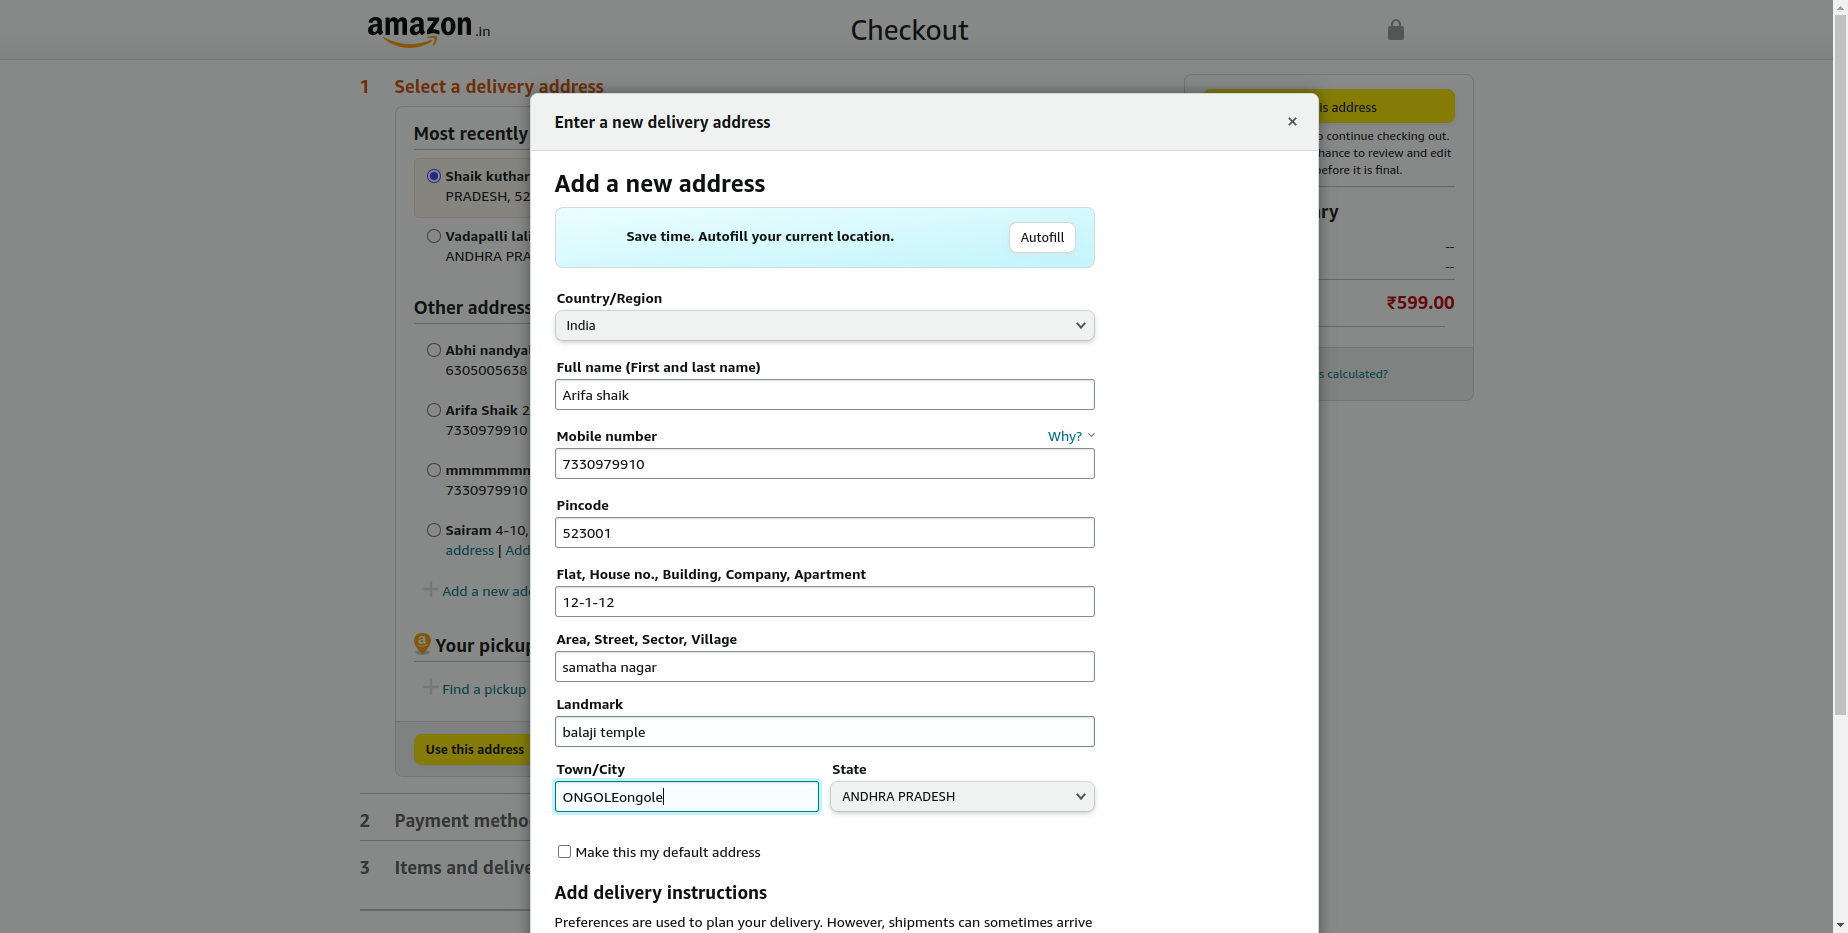 amazon.in
Checkout
1 Select a delivery address
Most recently
Shaik kuthar
PRADESH, 52
Vadapalli lali
ANDHRA PRA
Other address
Abhi nandyal
6305005638
Arifa Shaik 2
7330979910
mmmmmmm
7330979910
Sairam 4-10,
address | Add
Add a new add
Your pickup
Find a pickup
Use this address
2 Payment metho
3 Items and delive
Enter a new delivery address
×
Add a new address
Save time. Autofill your current location.
Autofill
Country/Region
India
Full name (First and last name)
Arifa shaik
Mobile number
Why?
7330979910
Pincode
523001
Flat, House no., Building, Company, Apartment
12-1-12
Area, Street, Sector, Village
samatha nagar
Landmark
balaji temple
Town/City State
ONGOLEongole ANDHRA PRADESH
Make this my default address
Add delivery instructions
Preferences are used to plan your delivery. However, shipments can sometimes arrive
is address
o continue checking out.
hance to review and edit
before it is final.
ry
--
--
₹599.00
s calculated?